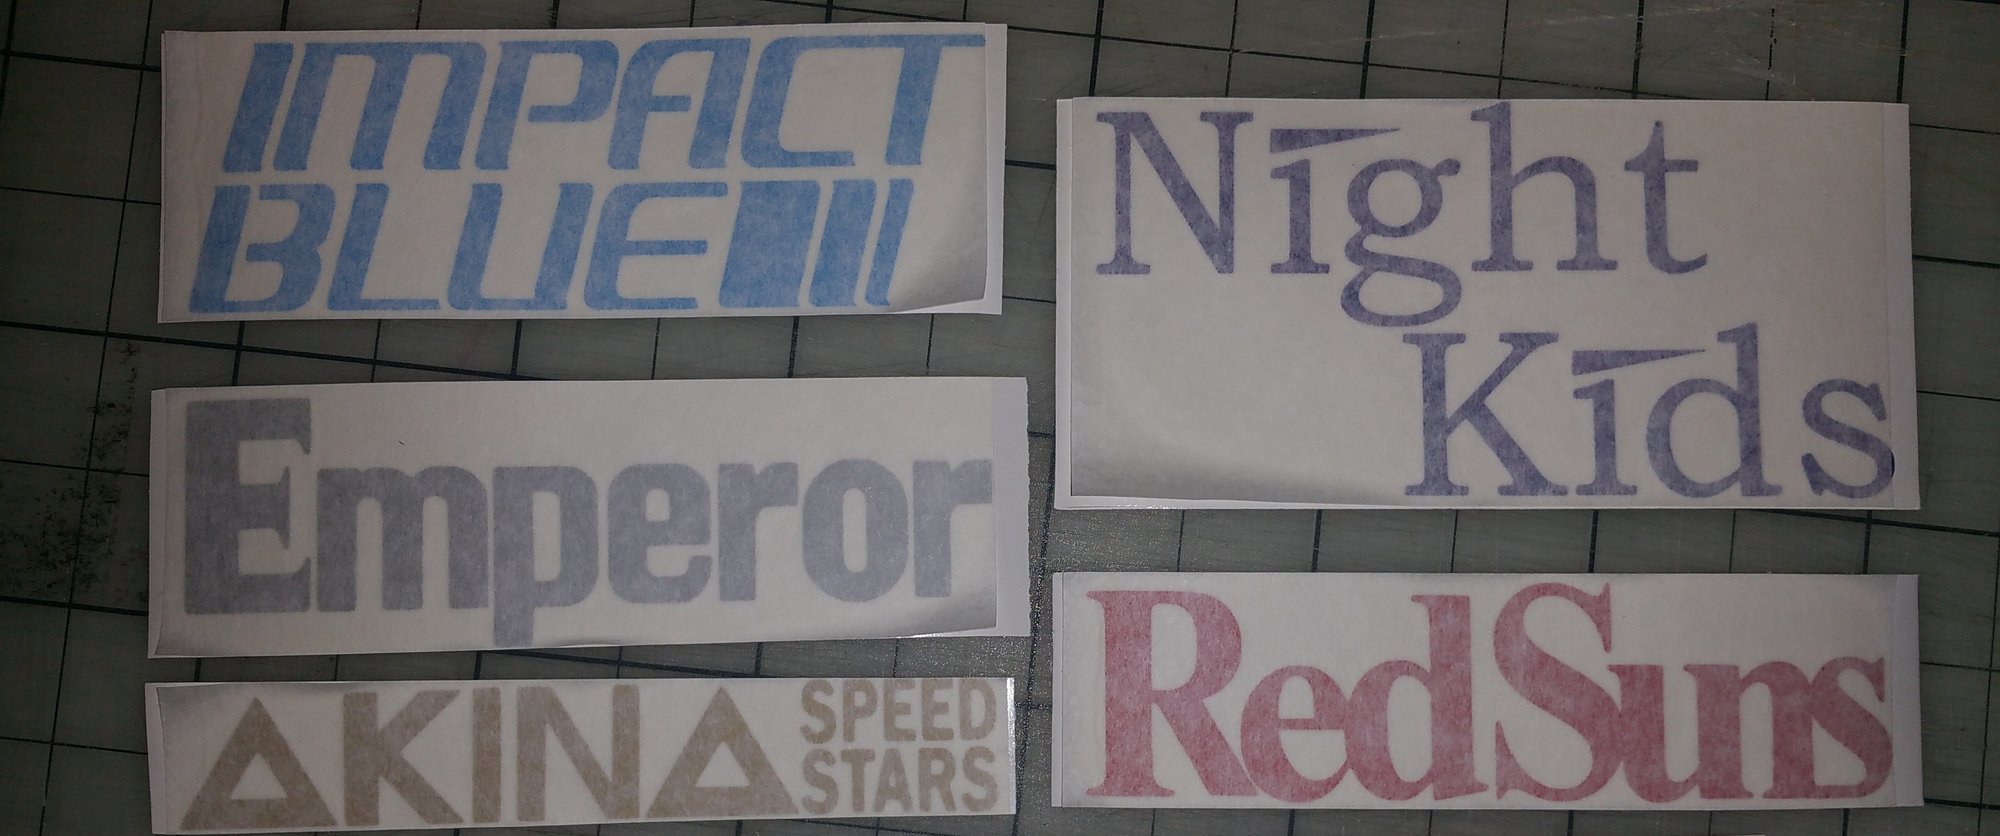 IMPACT
BLUE
Emperor
AKINA SPEED
STARS
Night
Kids
RedSuns